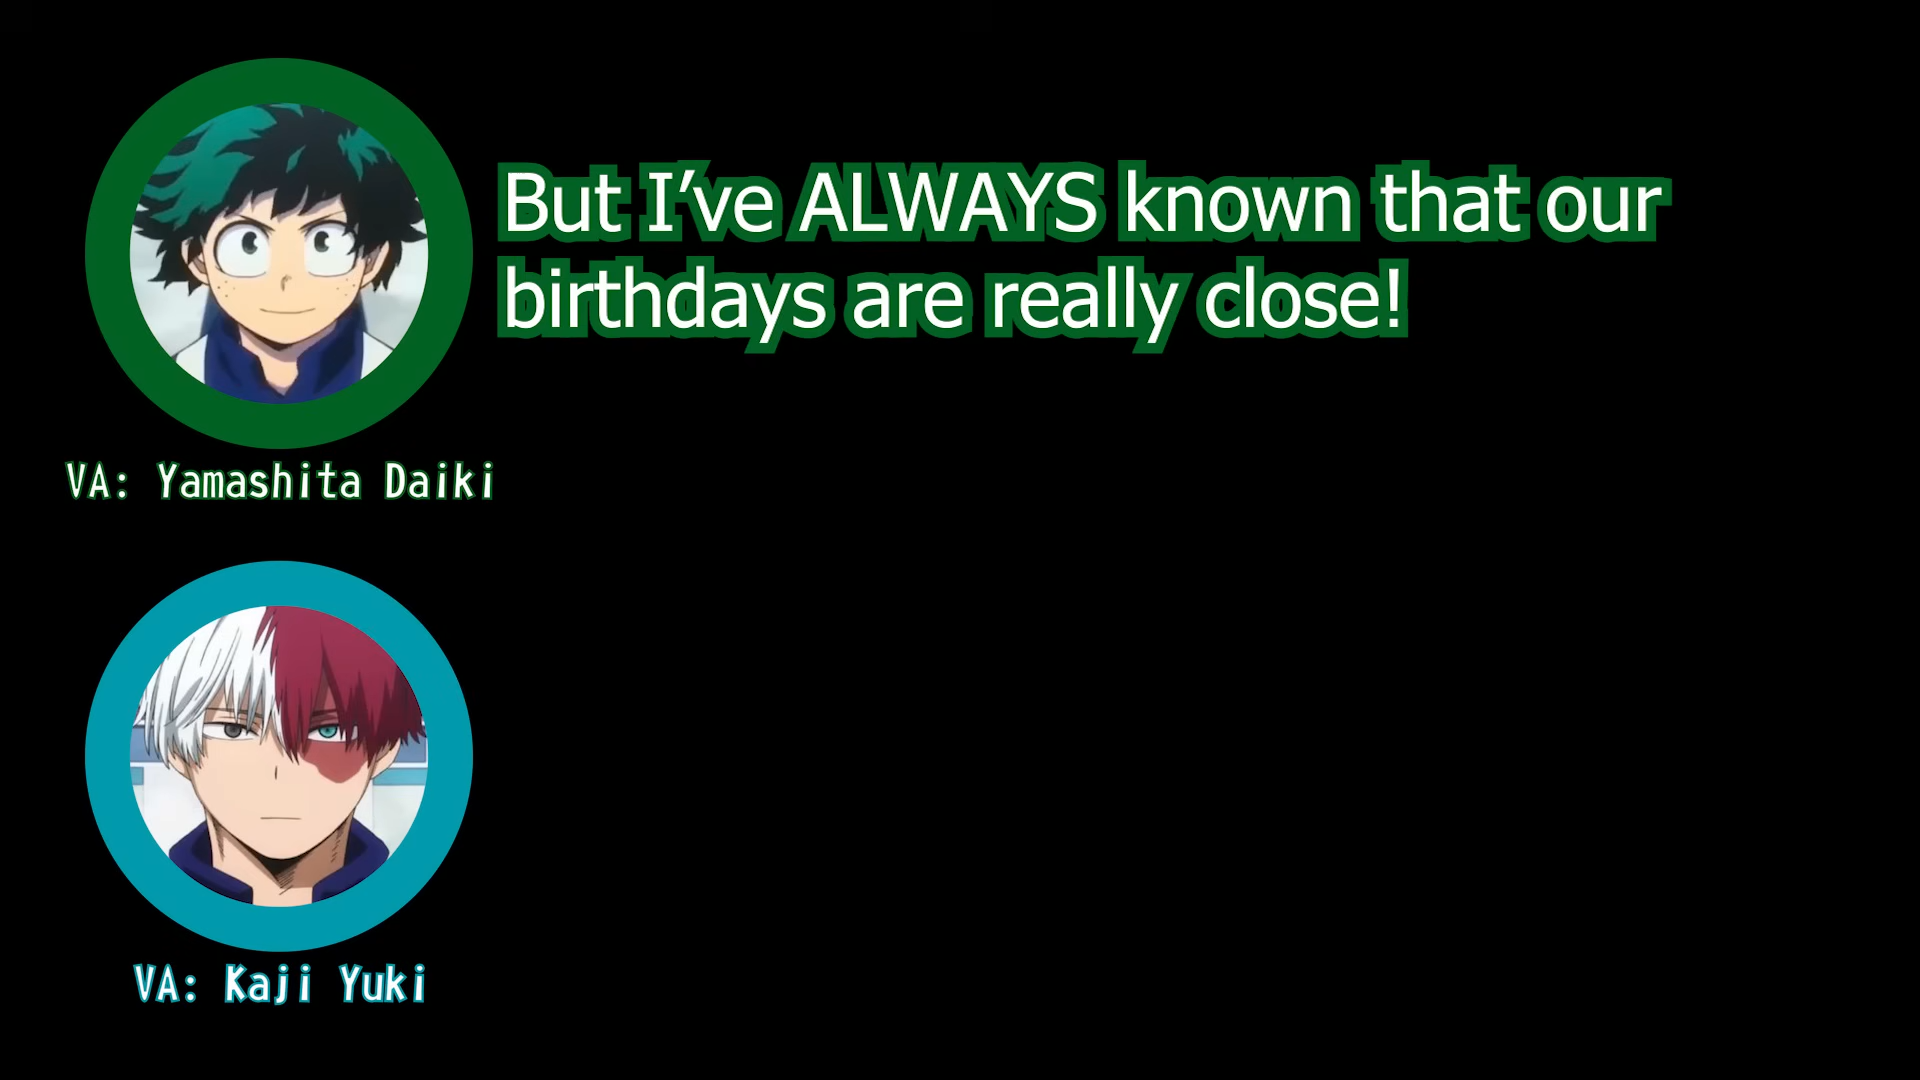 But I’ve ALWAYS known that our
birthdays are really close!
VA: Yamashita Daiki
VA: Kaji Yuki